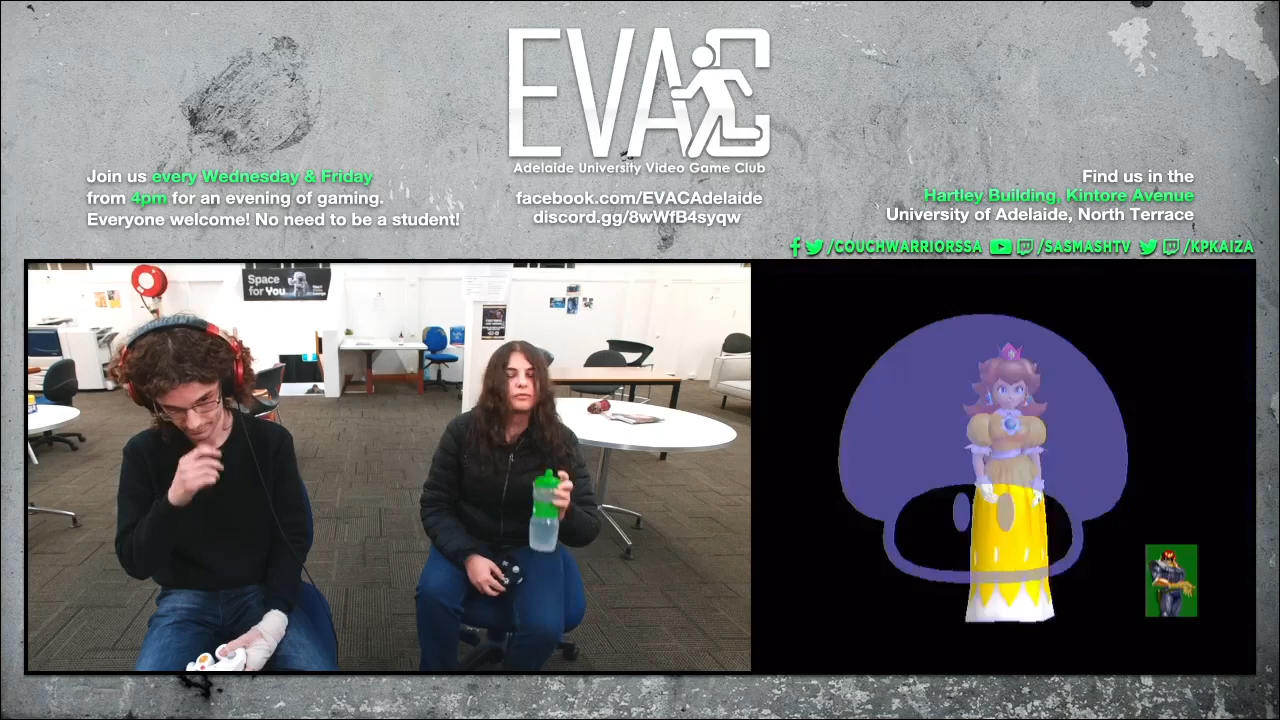 EVAC
Adelaide University Video Game Club
Join us every Wednesday & Friday
from 4pm for an evening of gaming.
Everyone welcome! No need to be a student!
facebook.com/EVACAdelaide
discord.gg/8wWfB4syqw
Find us in the
Hartley Building, Kintore Avenue
University of Adelaide, North Terrace
/COUCHWARRIORSSA /SASMASHTV /KPKAIZA
Space
for You